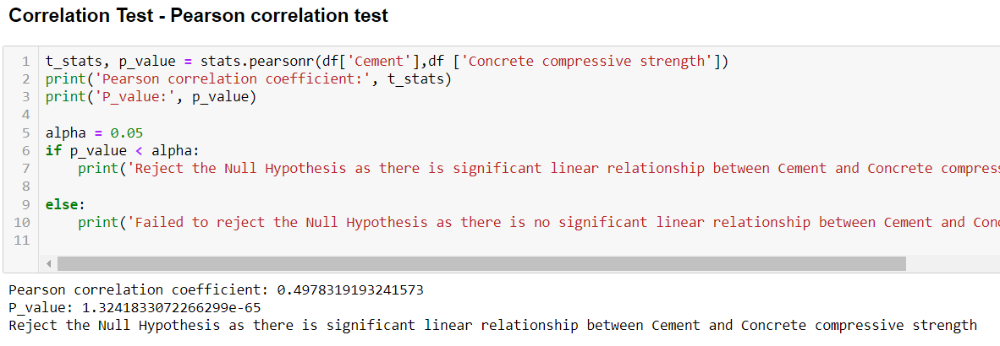 Correlation Test - Pearson correlation test
1 t_stats, p_value = stats.pearsonr(df['Cement'],df ['Concrete compressive strength'])
2 print('Pearson correlation coefficient:', t_stats)
3 print('P_value:', p_value)
4
5 alpha = 0.05
6 if p_value < alpha:
7     print('Reject the Null Hypothesis as there is significant linear relationship between Cement and Concrete compress
8
9 else:
10     print('Failed to reject the Null Hypothesis as there is no significant linear relationship between Cement and Conc
11
Pearson correlation coefficient: 0.4978319193241573
P_value: 1.3241833072266299e-65
Reject the Null Hypothesis as there is significant linear relationship between Cement and Concrete compressive strength